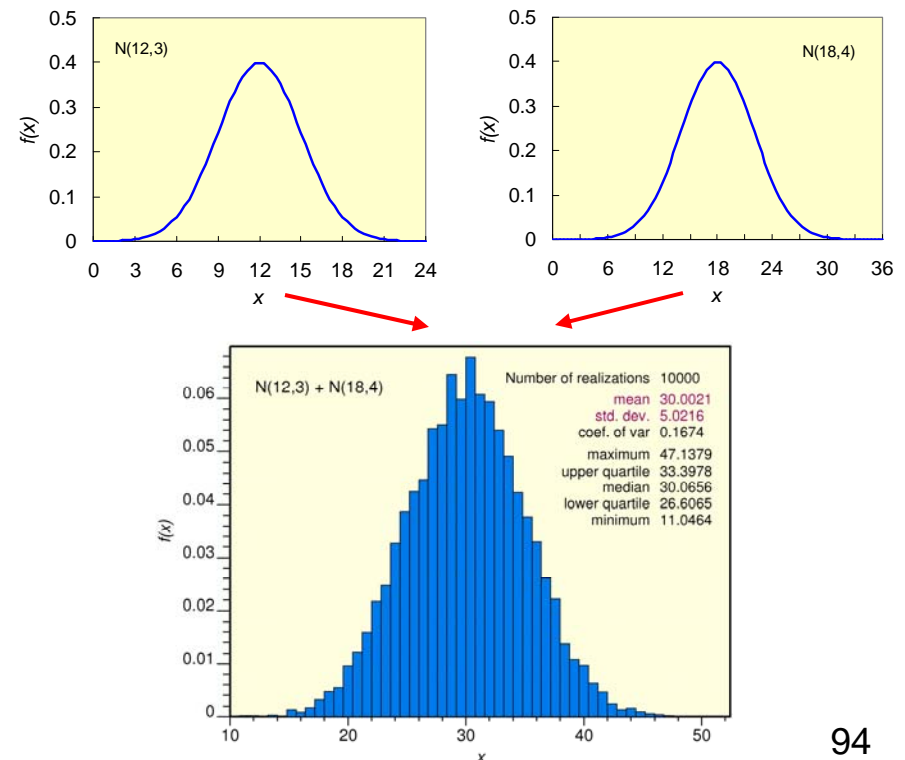 0.5
0.4
0.3
0.2
0.1
0
f(x)
N(12,3)
0 3 6 9 12 15 18 21 24
x
0.5
0.4
0.3
0.2
0.1
0
f(x)
N(18,4)
0 6 12 18 24 30 36
x
N(12,3) + N(18,4)
Number of realizations 10000
mean 30.0021
std. dev. 5.0216
coef. of var 0.1674
maximum 47.1379
upper quartile 33.3978
median 30.0656
lower quartile 26.6065
minimum 11.0464
0.06
0.05
0.04
0.03
0.02
0.01
0
f(x)
10 20 30 40 50
x
94